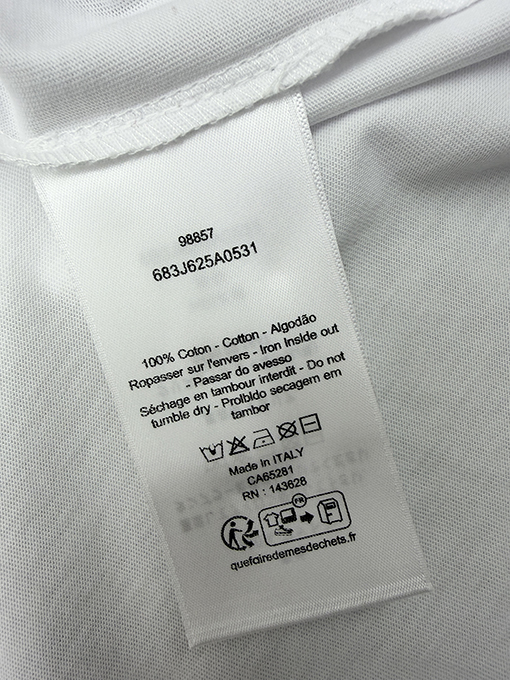 98857
683J625A0531
100% Coton - Cotton - Algodão
Ropasser sur l'envers - Iron Inside out
- Passar do avesso
Séchage en tambour interdit - Do not
tumble dry - Proibido secagem em
tambor
Made in ITALY
CA65281
RN : 143628
FR
quefairedemesdechets.fr